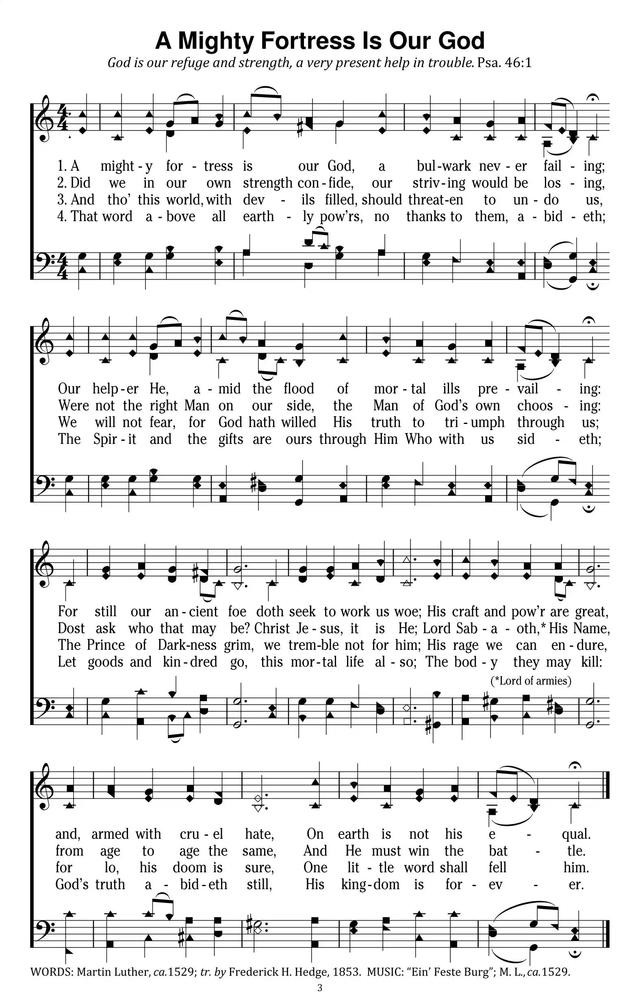 A Mighty Fortress Is Our God
God is our refuge and strength, a very present help in trouble. Psa. 46:1
1. A might - y for - tress is our God, a bul - wark nev - er fail - ing;
2. Did we in our own strength con - fide, our striv - ing would be los - ing,
3. And tho' this world, with dev - ils filled, should threat - en to un - do us,
4. That word a - bove all earth - ly pow'rs, no thanks to them, a - bid - eth;
Our help - er He, a - mid the flood of mor - tal ills pre - vail - ing:
Were not the right Man on our side, the Man of God's own choos - ing:
We will not fear, for God hath willed His truth to tri - umph through us;
The Spir - it and the gifts are ours through Him Who with us sid - eth;
For still our an - cient foe doth seek to work us woe; His craft and pow'r are great,
Dost ask who that may be? Christ Je - sus, it is He; Lord Sab - a - oth,* His Name,
The Prince of Dark - ness grim, we trem - ble not for him; His rage we can en - dure,
Let goods and kin - dred go, this mor - tal life al - so; The bod - y they may kill:
(*Lord of armies)
and, armed with cru - el hate, On earth is not his e - qual.
from age to age the same, And He must win the bat - tle.
for lo, his doom is sure, One lit - tle word shall fell him.
God's truth a - bid - eth still, His king - dom is for - ev - er.
WORDS: Martin Luther, ca.1529; tr. by Frederick H. Hedge, 1853. MUSIC: "Ein' Feste Burg"; M. L., ca.1529.
3